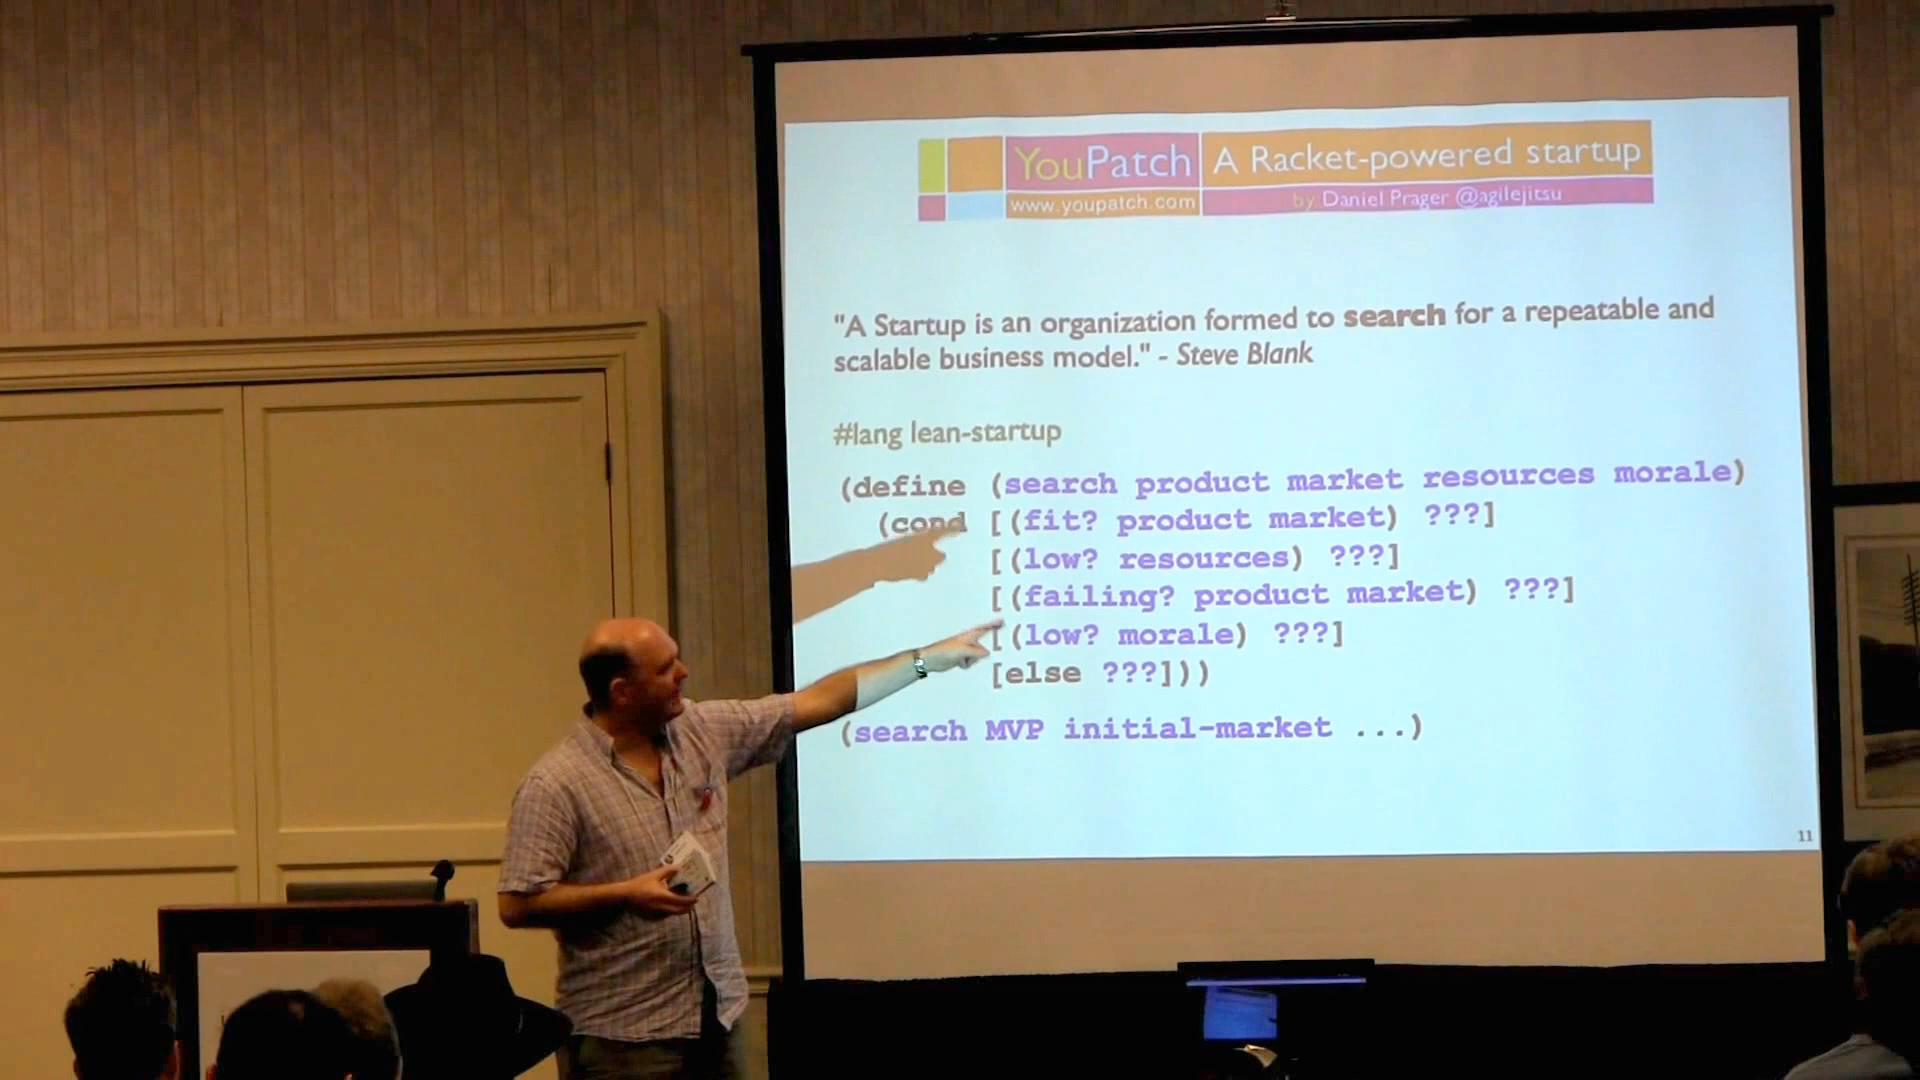 YouPatch A Racket-powered startup
www.youpatch.com by Daniel Prager @agilejitsu
"A Startup is an organization formed to search for a repeatable and
scalable business model." - Steve Blank
#lang lean-startup
(define (search product market resources morale)
(cond [(fit? product market) ???]
[(low? resources) ???]
[(failing? product market) ???]
[(low? morale) ???]
[else ???]))
(search MVP initial-market ...)
11